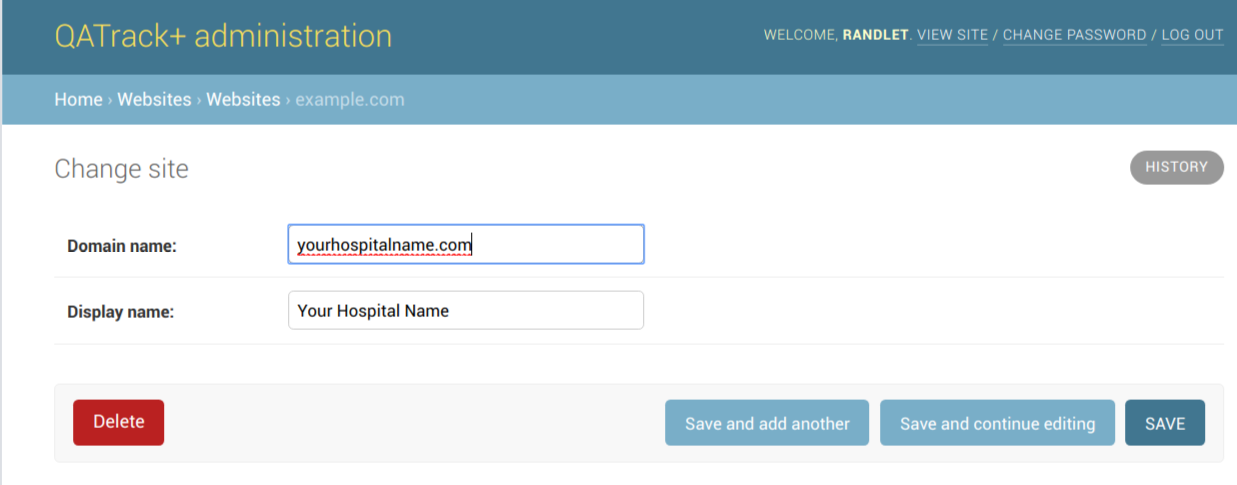 QATrack+ administration
WELCOME, RANDLET. VIEW SITE / CHANGE PASSWORD / LOG OUT
Home › Websites › Websites › example.com
Change site
HISTORY
Domain name: yourhospitalname.com
Display name: Your Hospital Name
Delete
Save and add another
Save and continue editing
SAVE